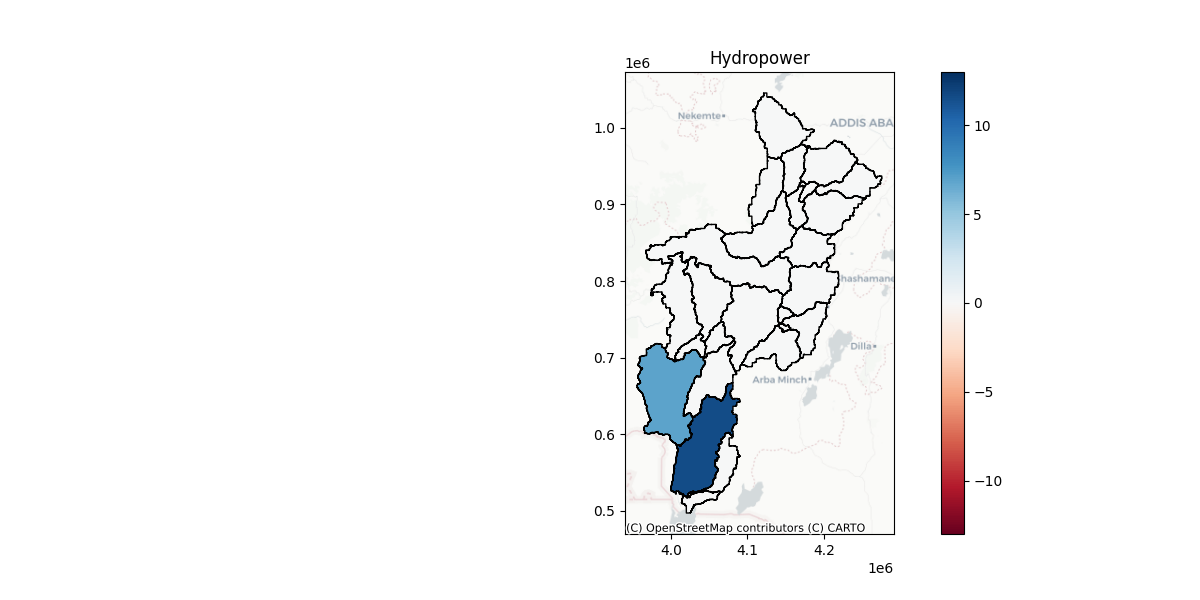 Hydropower
1e6
Nekemte
ADDIS ABA
1.0
0.9
0.8
0.7
0.6
0.5
hashamane
Dilla
Arba Minch
(C) OpenStreetMap contributors (C) CARTO
4.0 4.1 4.2
1e6
10
5
0
−5
−10